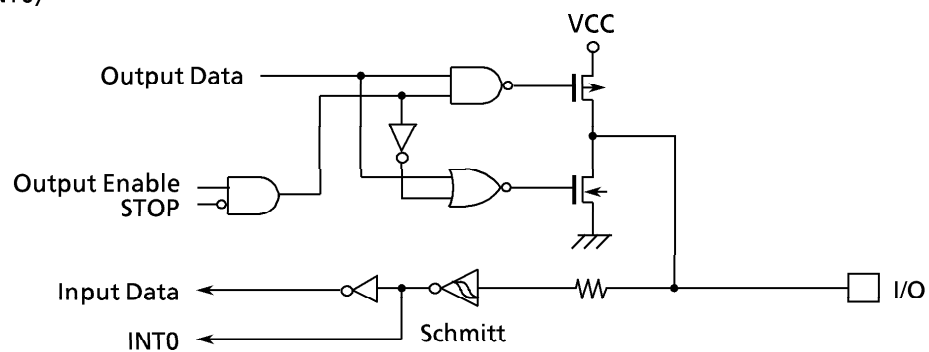 VCC
Output Data
Output Enable
STOP
Input Data
I/O
Schmitt
INT0